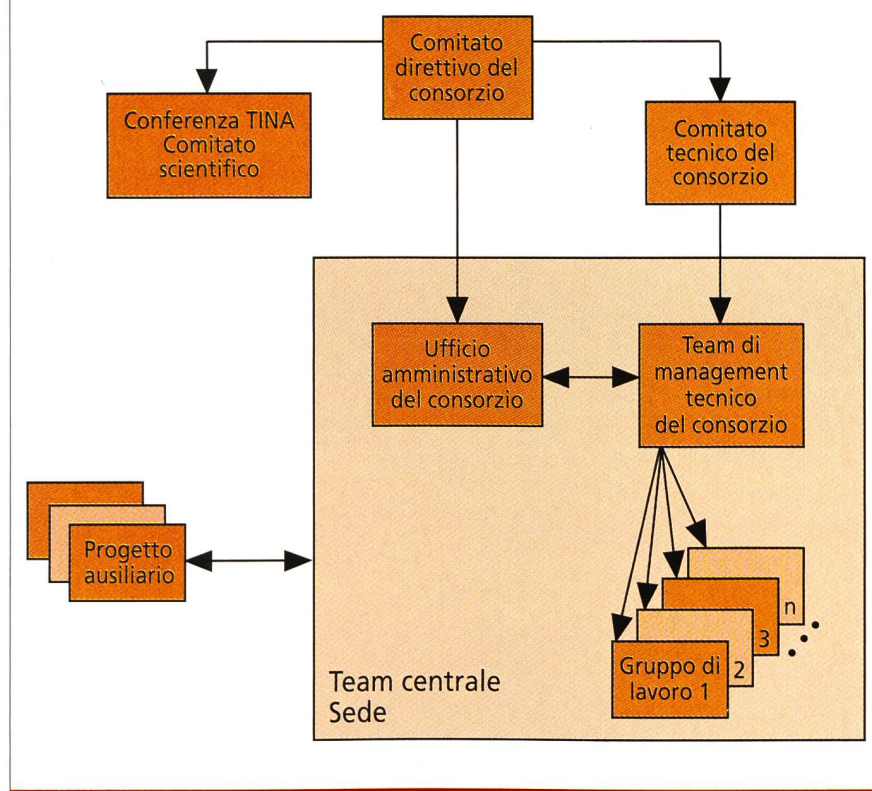 Comitato
direttivo del
consorzio
Conferenza TINA
Comitato
scientifico
Comitato
tecnico del
consorzio
Ufficio
amministrativo
del consorzio
Team di
management
tecnico
del consorzio
Progetto
ausiliario
n
3
2
Gruppo di
lavoro 1
Team centrale
Sede